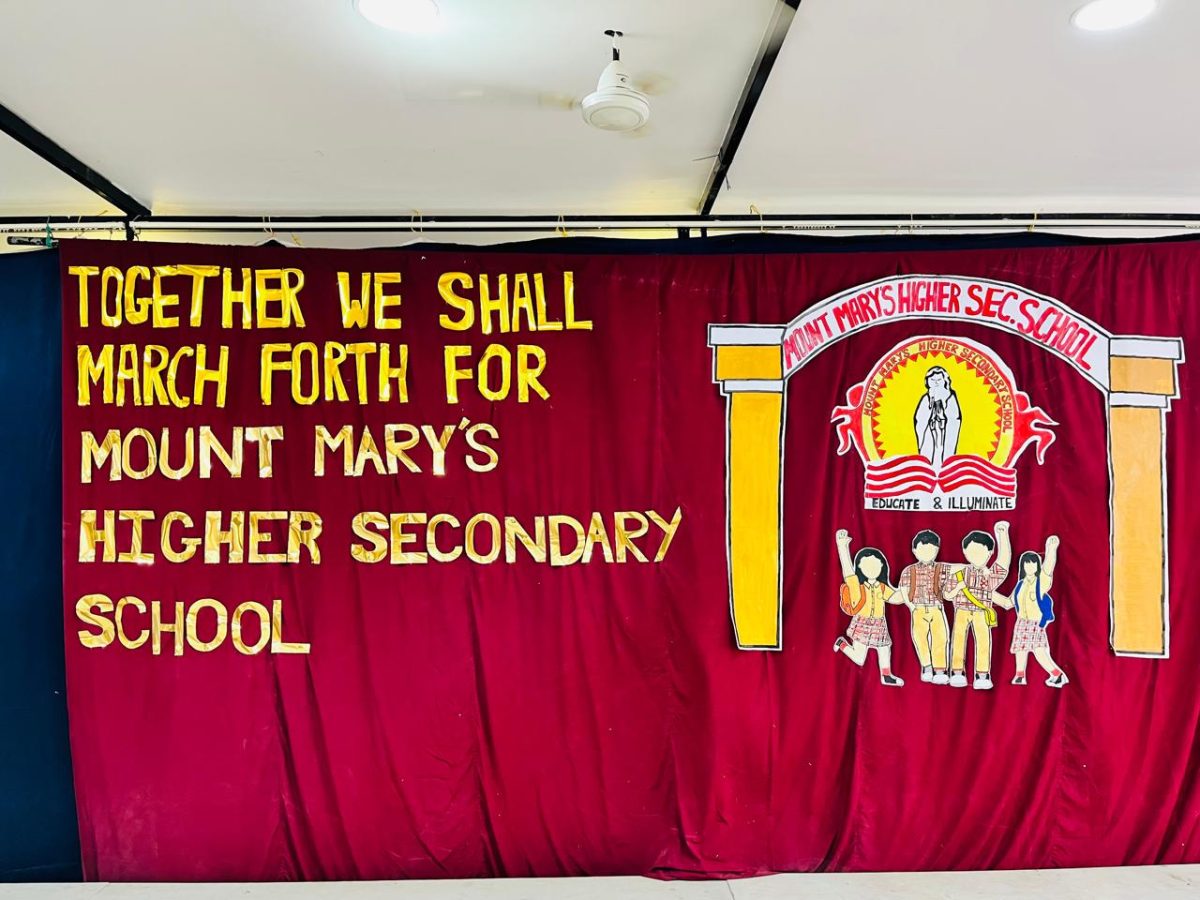 TOGETHER WE SHALL
MARCH FORTH FOR
MOUNT MARY'S
HIGHER SECONDARY
SCHOOL
MOUNT MARY'S HIGHER SEC. SCHOOL
MOUNT MARY'S HIGHER SECONDARY SCHOOL
EDUCATE & ILLUMINATE